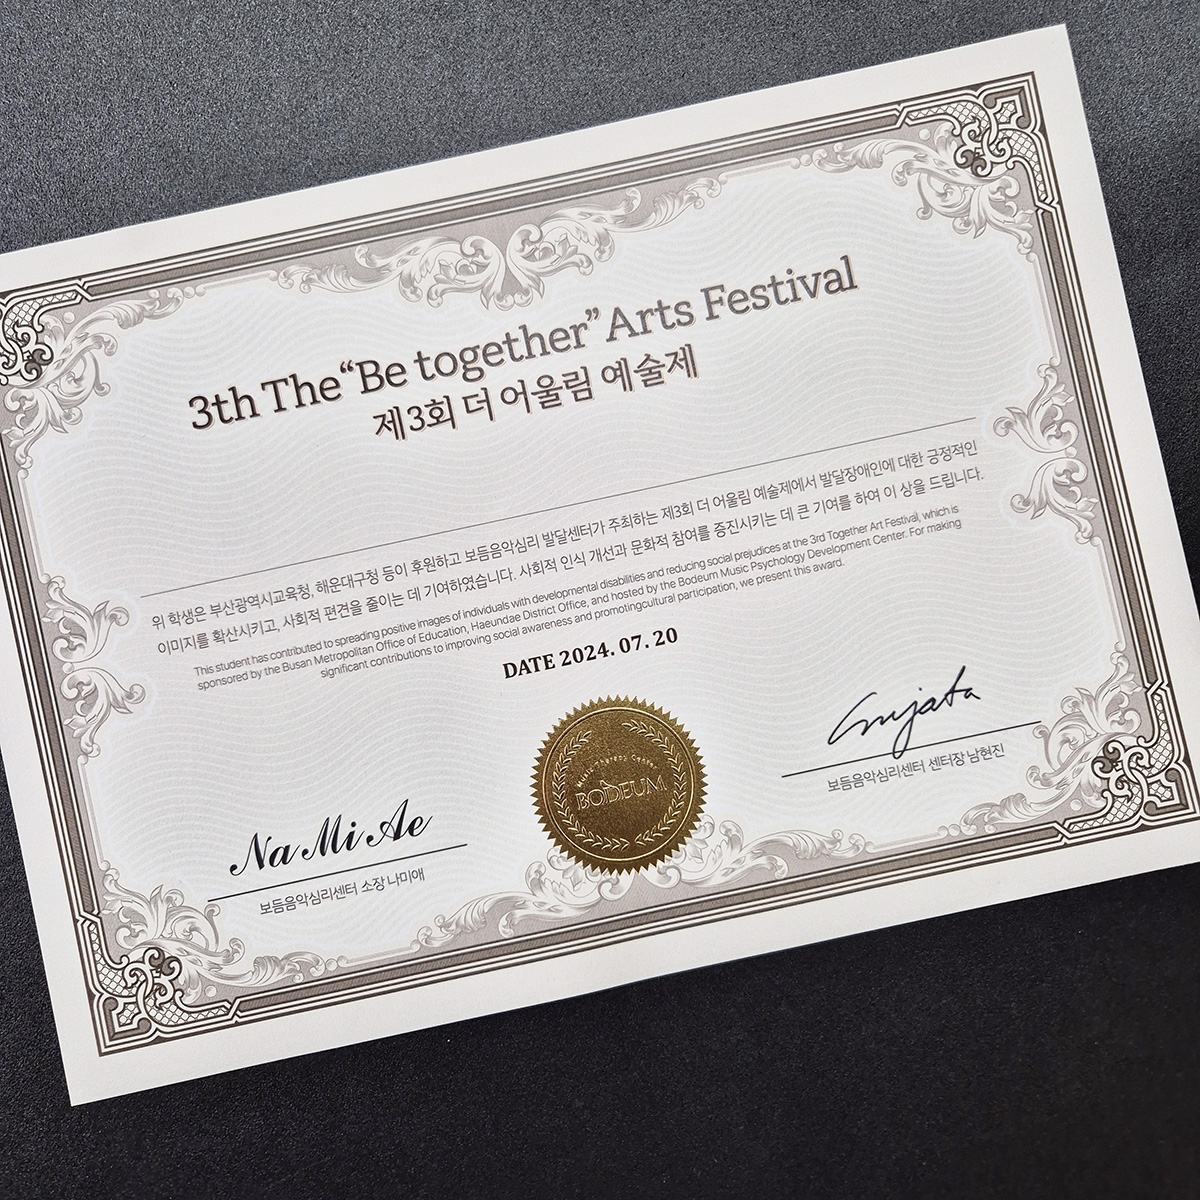 3th The “Be together” Arts Festival
제3회 더 어울림 예술제
위 학생은 부산광역시교육청, 해운대구청 등이 후원하고 보듬음악심리 발달센터가 주최하는 제3회 더 어울림 예술제에서 발달장애인에 대한 긍정적인
이미지를 확산시키고, 사회적 편견을 줄이는 데 기여하였습니다. 사회적 인식 개선과 문화적 참여를 증진시키는 데 큰 기여를 하여 이 상을 드립니다.
This student has contributed to spreading positive images of individuals with developmental disabilities and reducing social prejudices at the 3rd Together Art Festival, which is
sponsored by the Busan Metropolitan Office of Education, Haeundae District Office, and hosted by the Bodeum Music Psychology Development Center. For making
significant contributions to improving social awareness and promotingcultural participation, we present this award.
DATE 2024. 07. 20
Therapy Center
BODEUM
보듬음악심리센터 센터장 남현진
Na Mi Ae
보듬음악심리센터 소장 나미애